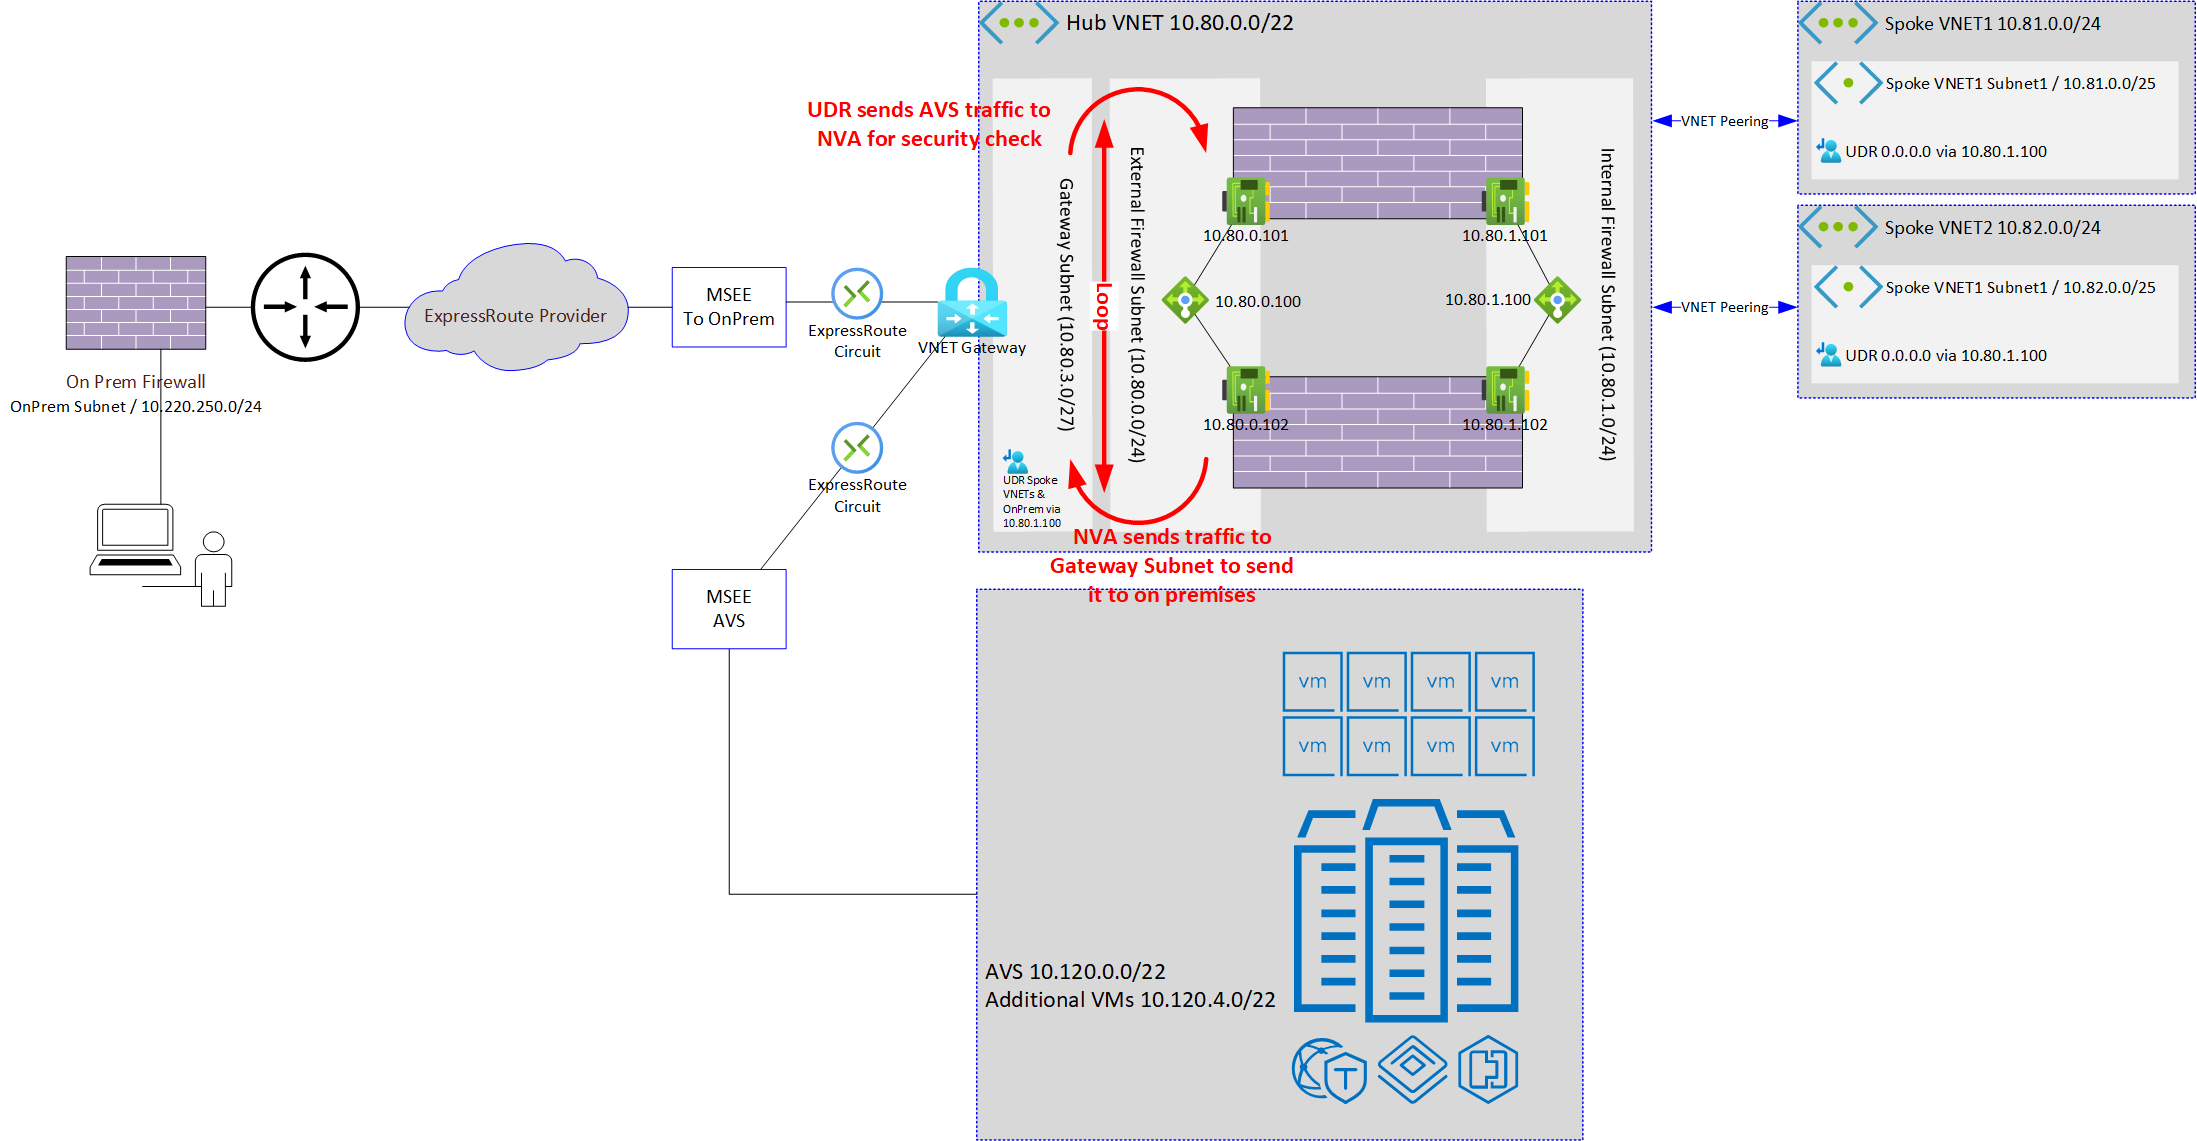 Hub VNET 10.80.0.0/22
Spoke VNET1 10.81.0.0/24
Spoke VNET1 Subnet1 / 10.81.0.0/25
UDR 0.0.0.0 via 10.80.1.100
VNET Peering
Spoke VNET2 10.82.0.0/24
Spoke VNET1 Subnet1 / 10.82.0.0/25
UDR 0.0.0.0 via 10.80.1.100
VNET Peering
UDR sends AVS traffic to
NVA for security check
Gateway Subnet (10.80.3.0/27)
Loop
External Firewall Subnet (10.80.0.0/24)
Internal Firewall Subnet (10.80.1.0/24)
10.80.0.101
10.80.1.101
10.80.0.100
10.80.1.100
10.80.0.102
10.80.1.102
UDR Spoke
VNETs &
OnPrem via
10.80.1.100
NVA sends traffic to
Gateway Subnet to send
it to on premises
On Prem Firewall
OnPrem Subnet / 10.220.250.0/24
ExpressRoute Provider
MSEE
To OnPrem
ExpressRoute
Circuit
VNET Gateway
ExpressRoute
Circuit
MSEE
AVS
vm
vm
vm
vm
vm
vm
vm
vm
AVS 10.120.0.0/22
Additional VMs 10.120.4.0/22
T